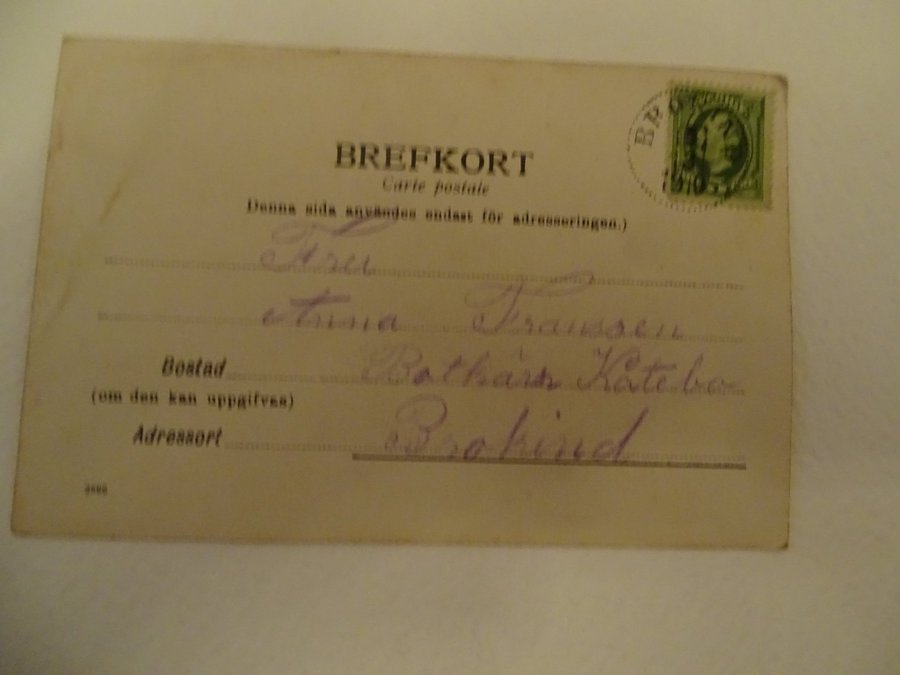 BREFKORT
Carte postale
Denna sida användes endast för adresseringen.)
Fru
Anna Franssen
Bostad
(om den kan uppgifvas)
Adressort Brokind